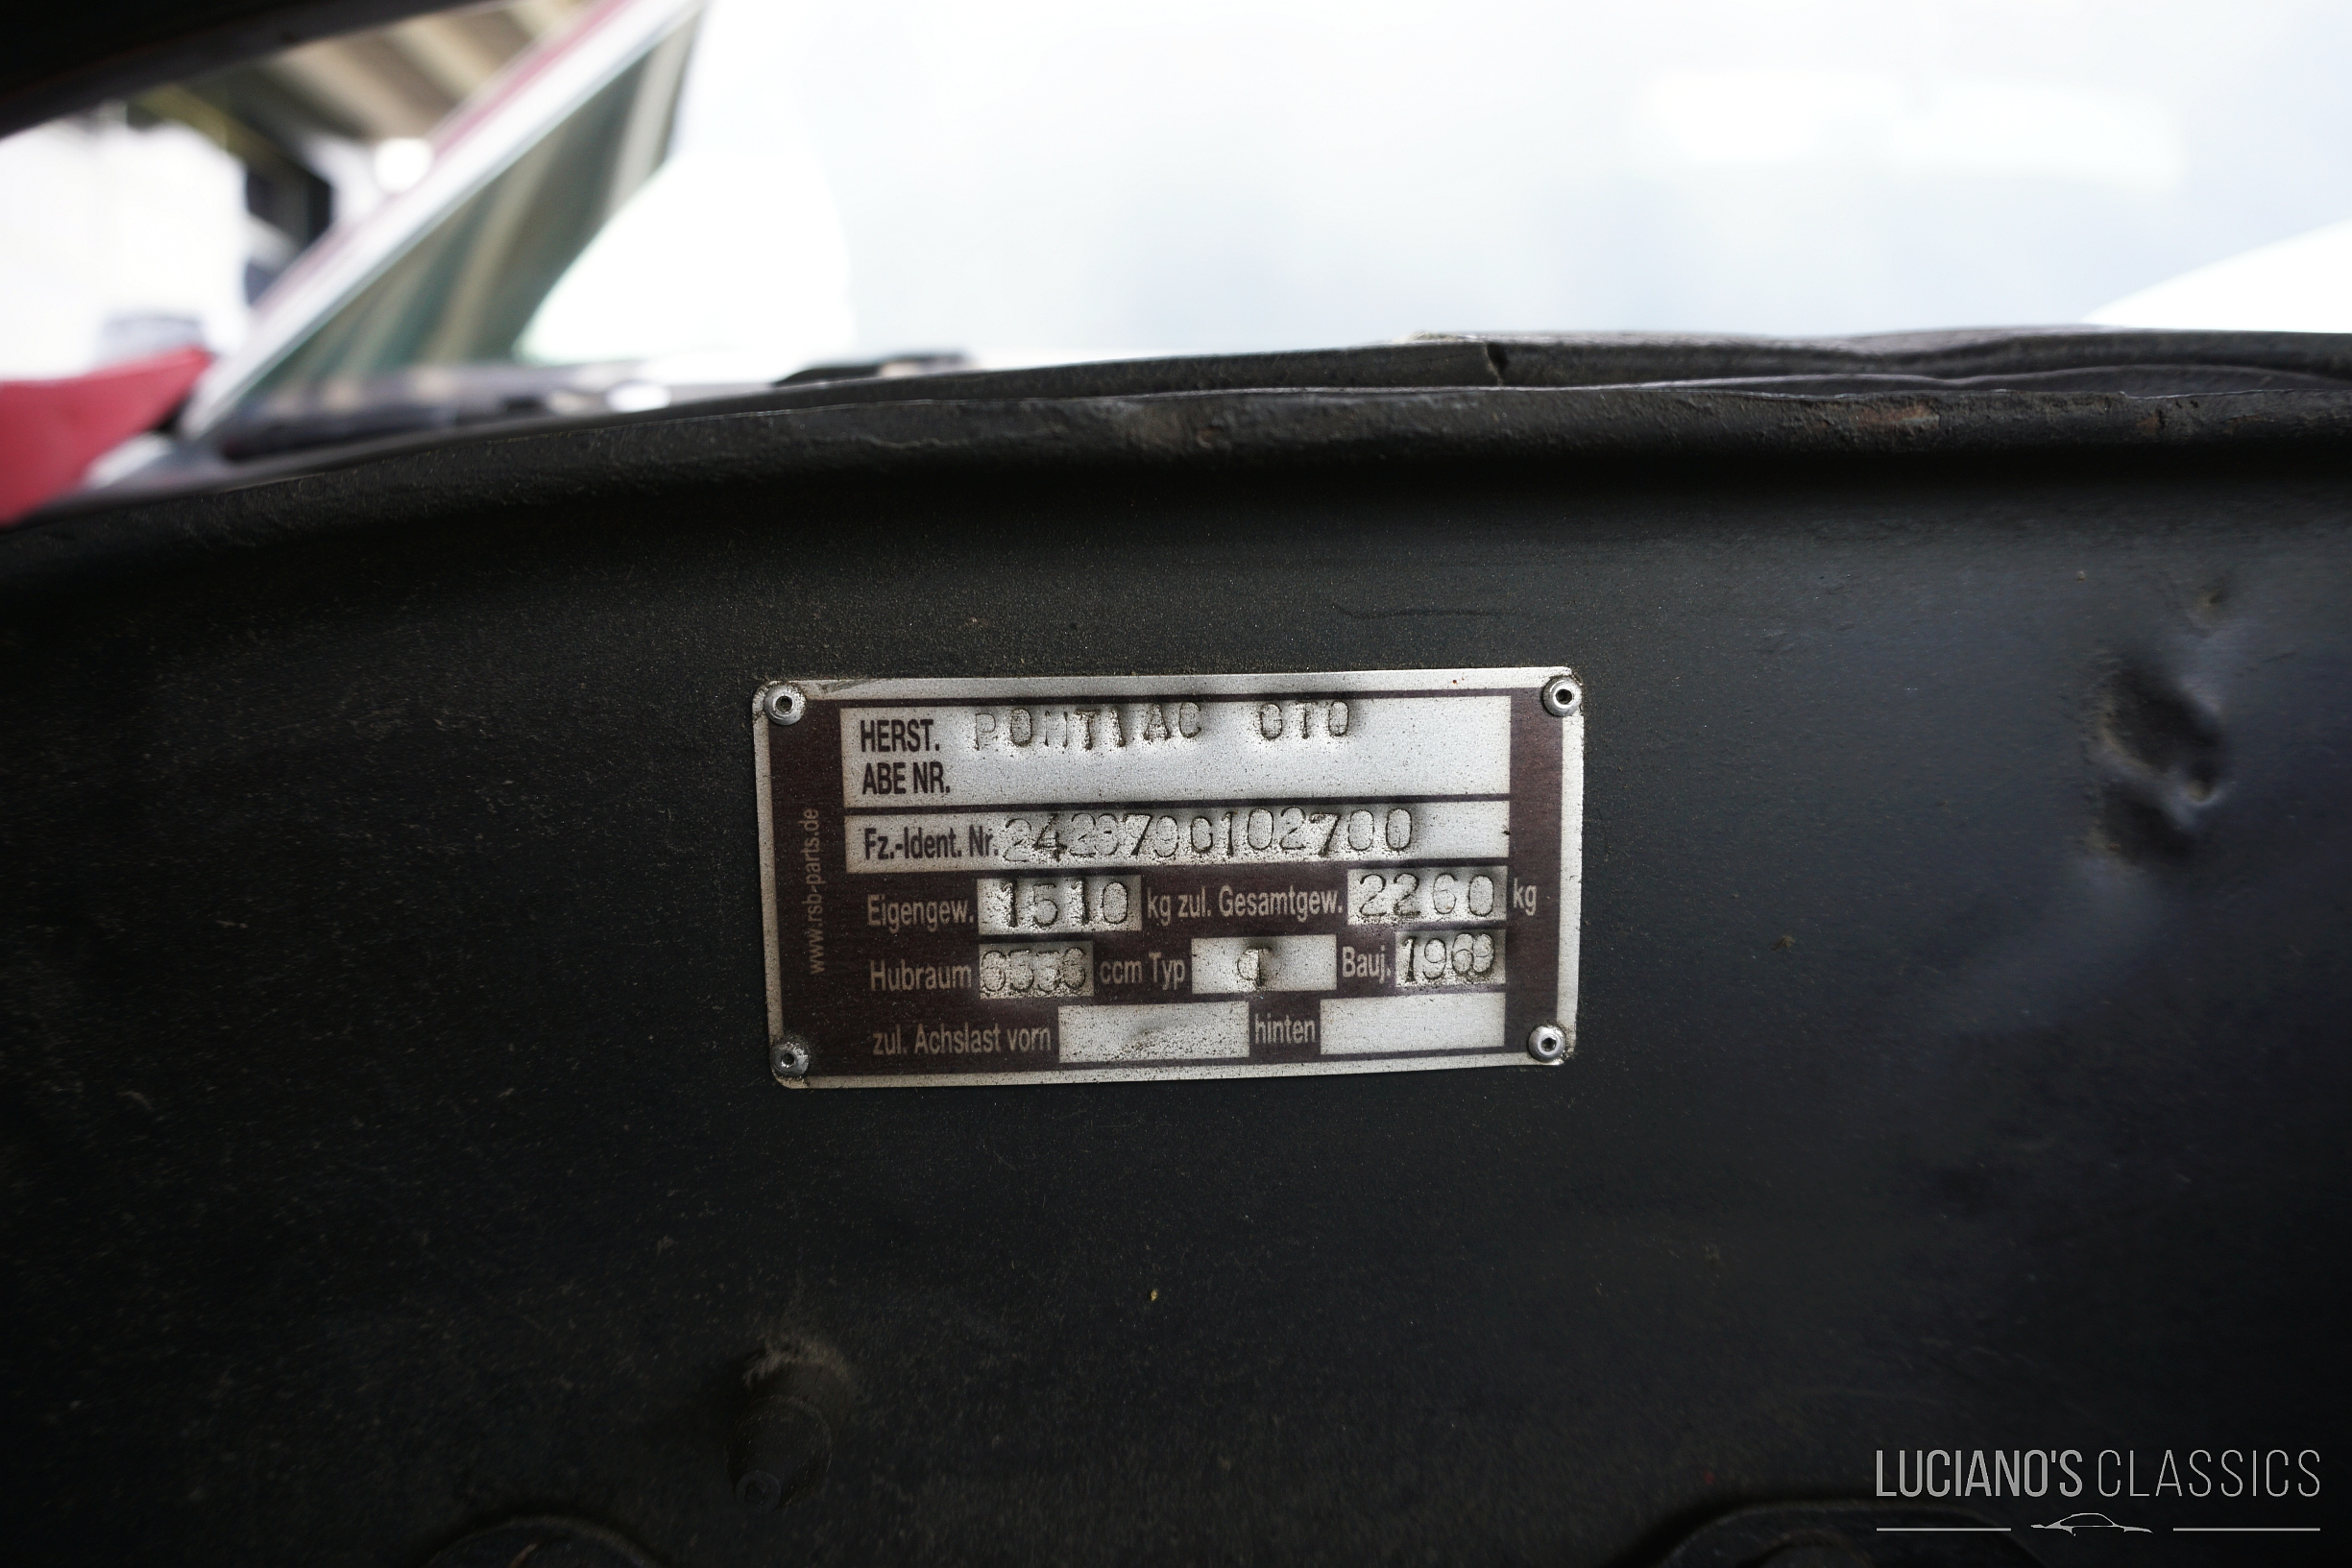 HERST. PONTIAC GTO
ABE NR.
Fz.-Ident. Nr. 242379G102700
Eigengew. 1510 kg zul. Gesamtgew. 2260 kg
Hubraum 6556 ccm Typ Bauj. 1969
zul. Achslast vorn hinten
www.rsb-parts.de
LUCIANO'S CLASSICS